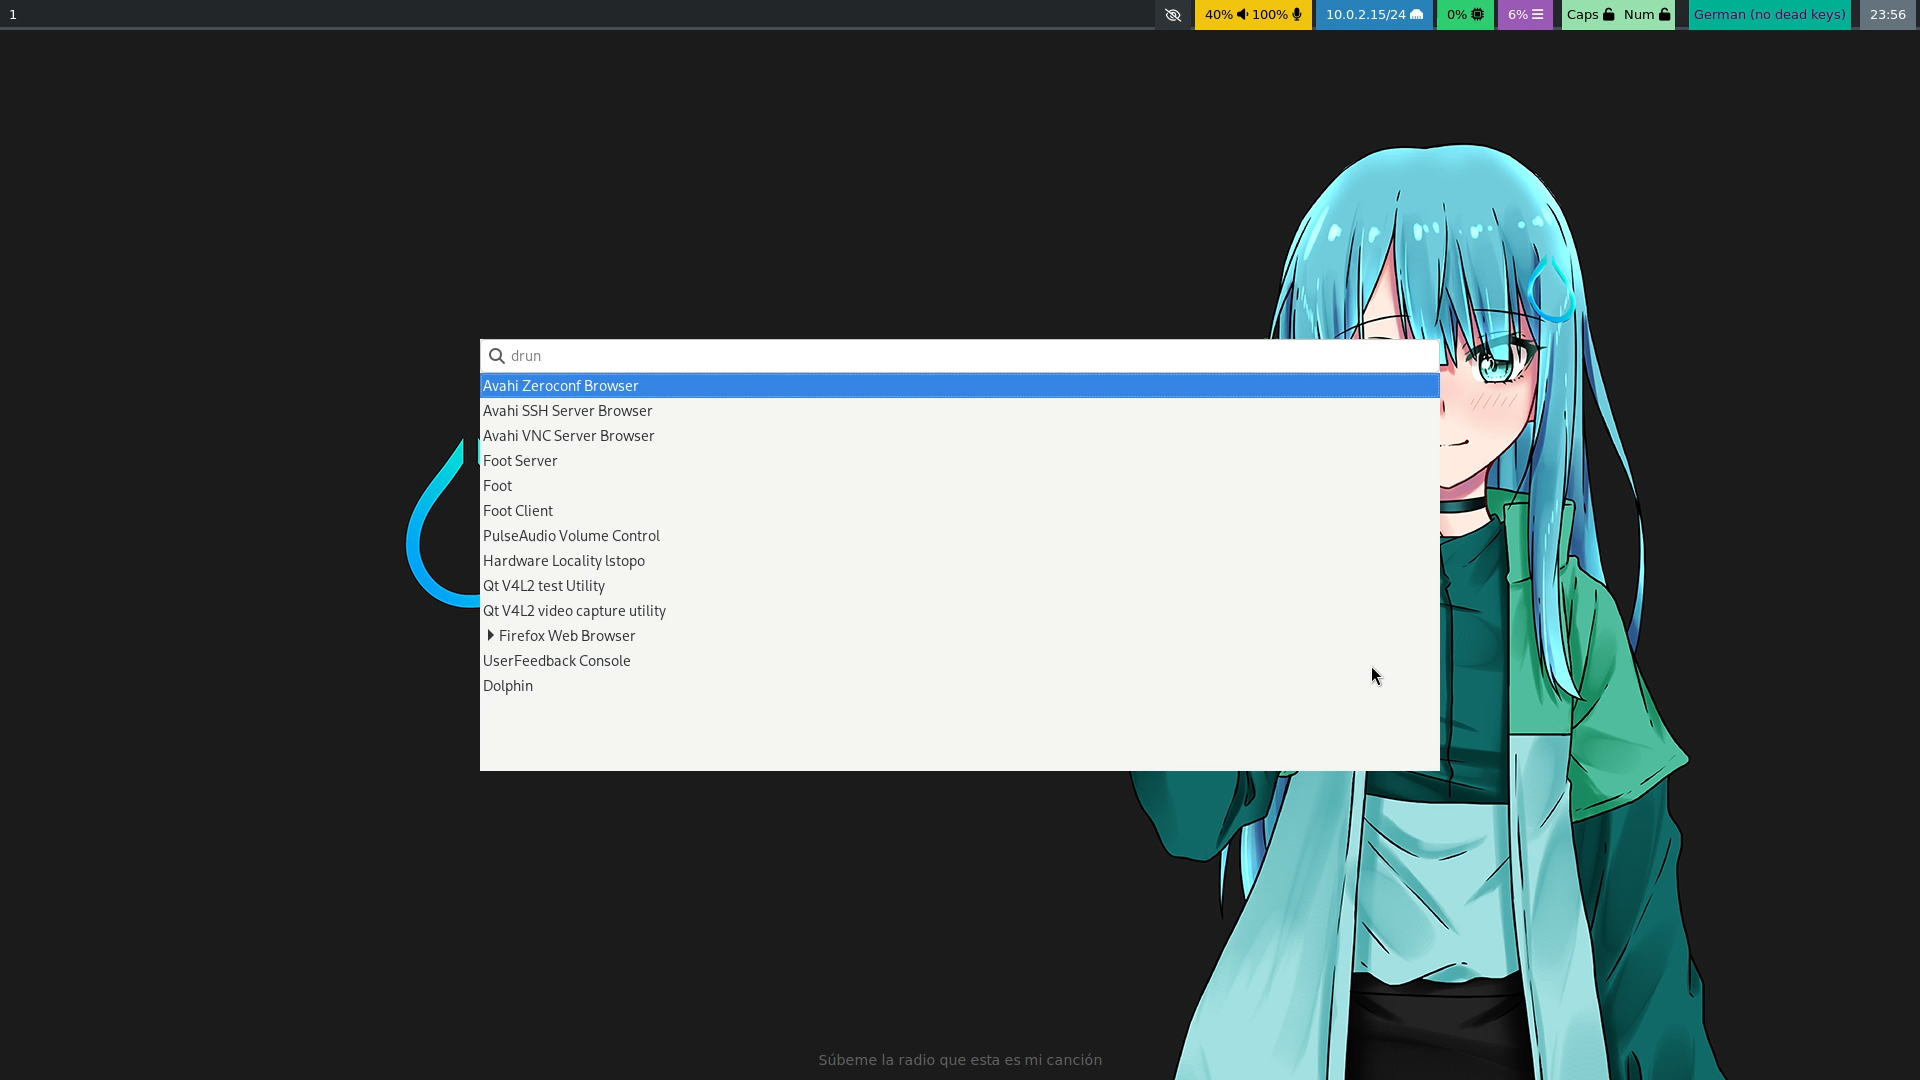 1
40% 100%
10.0.2.15/24
0%
6%
Caps Num
German (no dead keys)
23:56
drun
Avahi Zeroconf Browser
Avahi SSH Server Browser
Avahi VNC Server Browser
Foot Server
Foot
Foot Client
PulseAudio Volume Control
Hardware Locality lstopo
Qt V4L2 test Utility
Qt V4L2 video capture utility
Firefox Web Browser
UserFeedback Console
Dolphin
Súbeme la radio que esta es mi canción